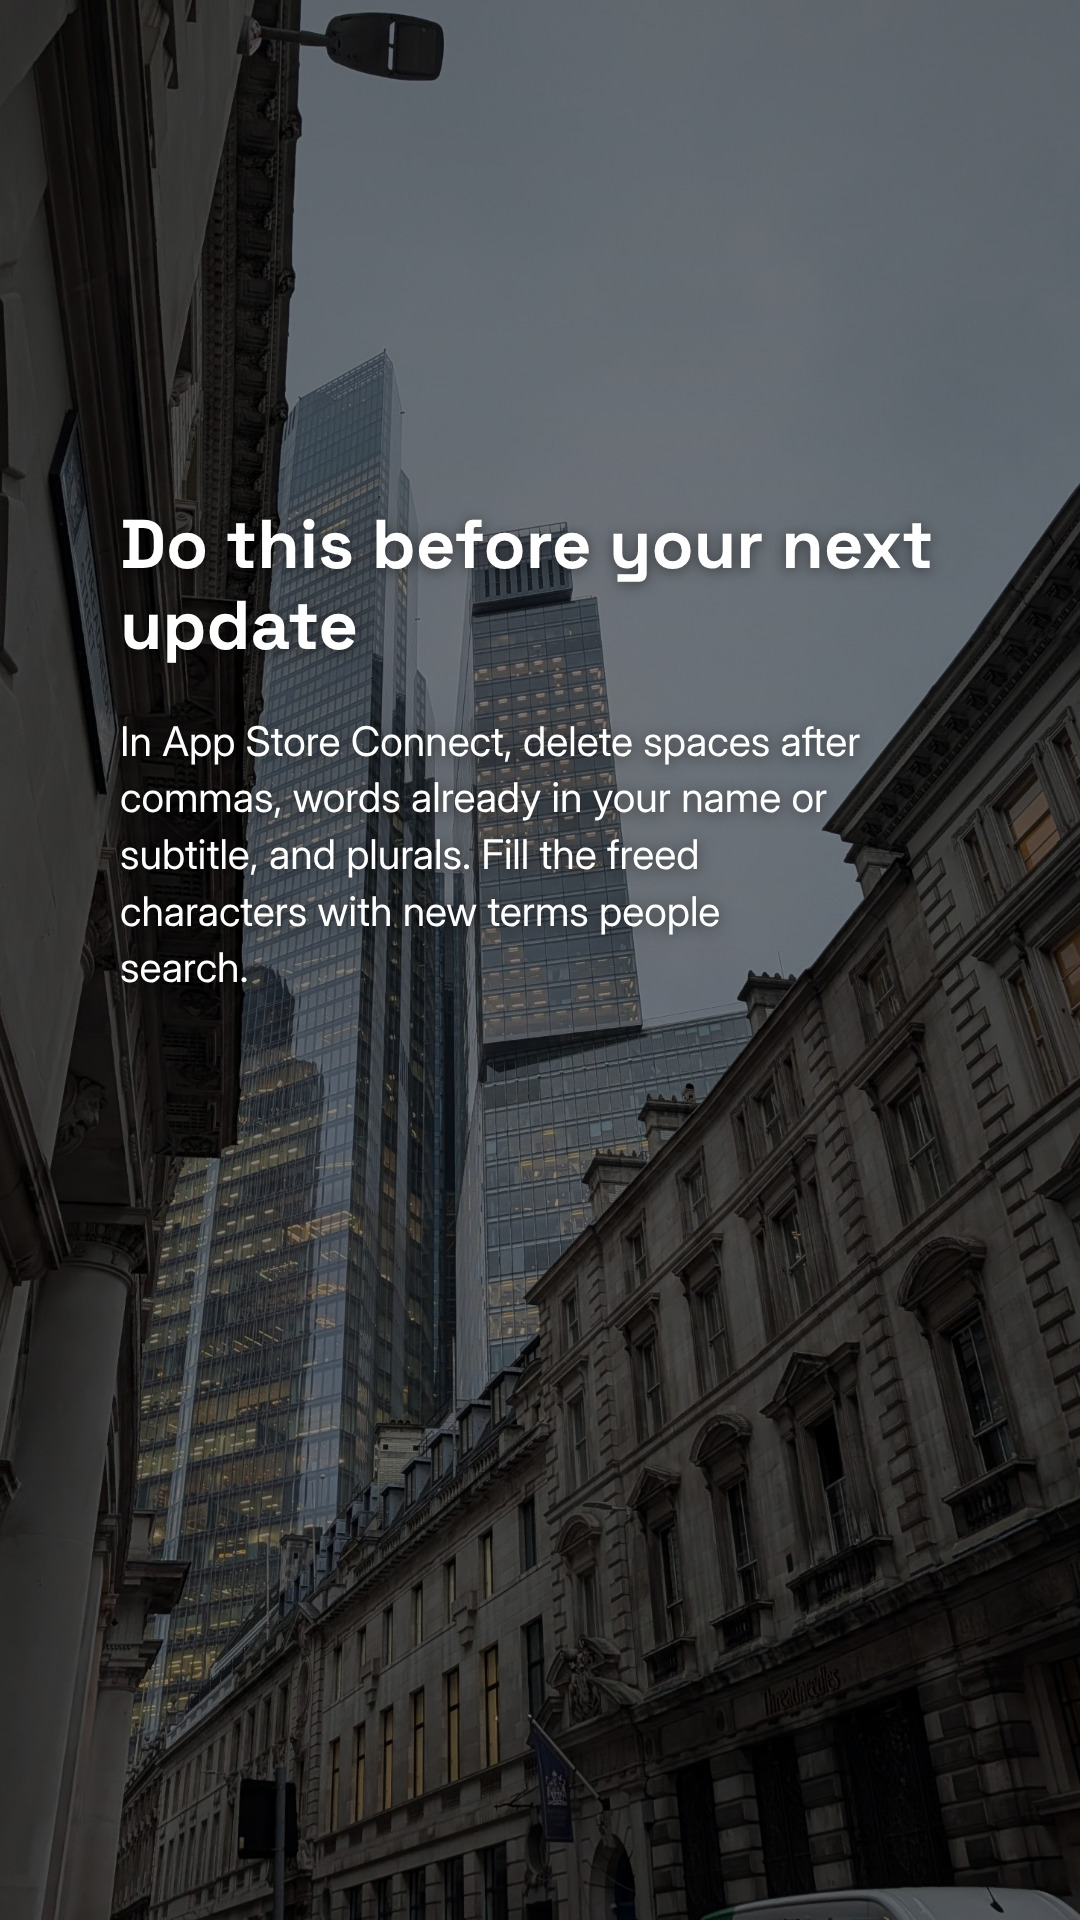 Do this before your next
update
In App Store Connect, delete spaces after
commas, words already in your name or
subtitle, and plurals. Fill the freed
characters with new terms people
search.
Threadneedles